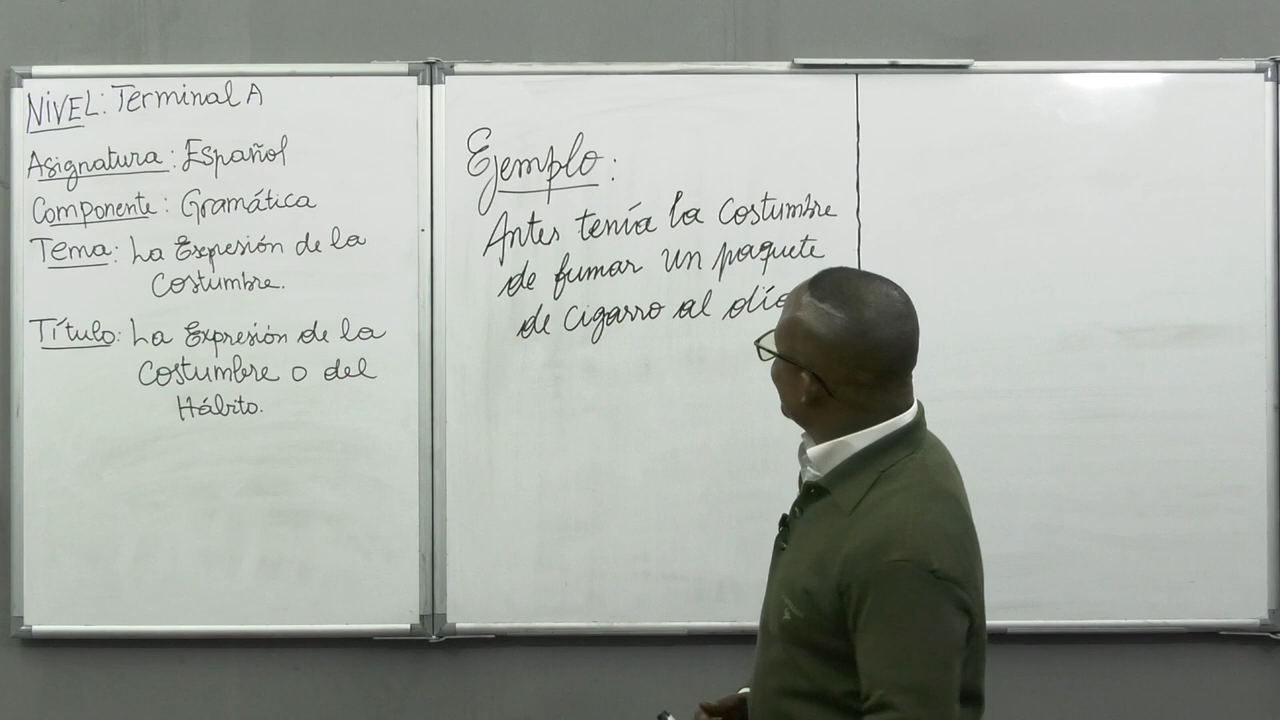 NIVEL: Terminal A
Asignatura: Español
Componente: Gramática
Tema: La Expresión de la
Costumbre.
Título: La Expresión de la
Costumbre o del
Hábito.
Ejemplo:
Antes tenía la costumbre
de fumar un paquete
de cigarro al día